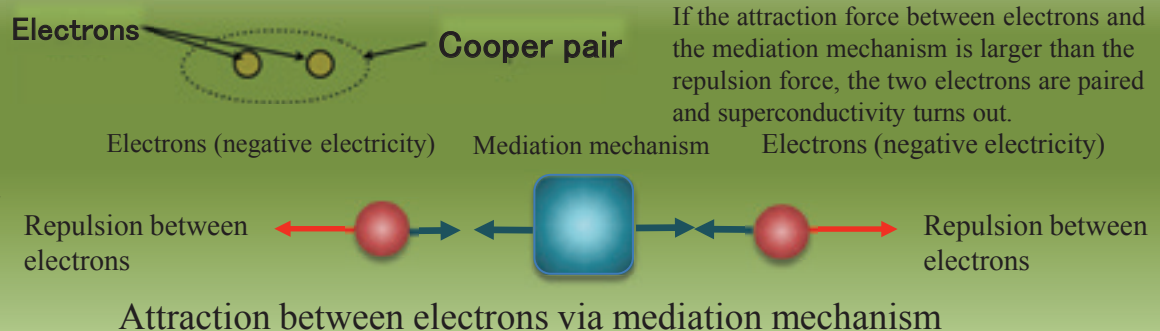 Electrons
Cooper pair
If the attraction force between electrons and
the mediation mechanism is larger than the
repulsion force, the two electrons are paired
and superconductivity turns out.
Electrons (negative electricity)
Mediation mechanism
Electrons (negative electricity)
Repulsion between
electrons
Repulsion between
electrons
Attraction between electrons via mediation mechanism